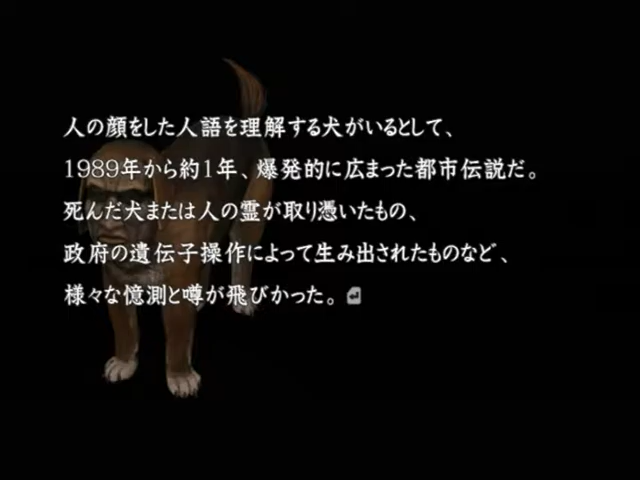 人の顔をした人語を理解する犬がいるとして、
1989年から約1年、爆発的に広まった都市伝説だ。
死んだ犬または人の霊が取り憑いたもの、
政府の遺伝子操作によって生み出されたものなど、
様々な憶測と噂が飛びかった。